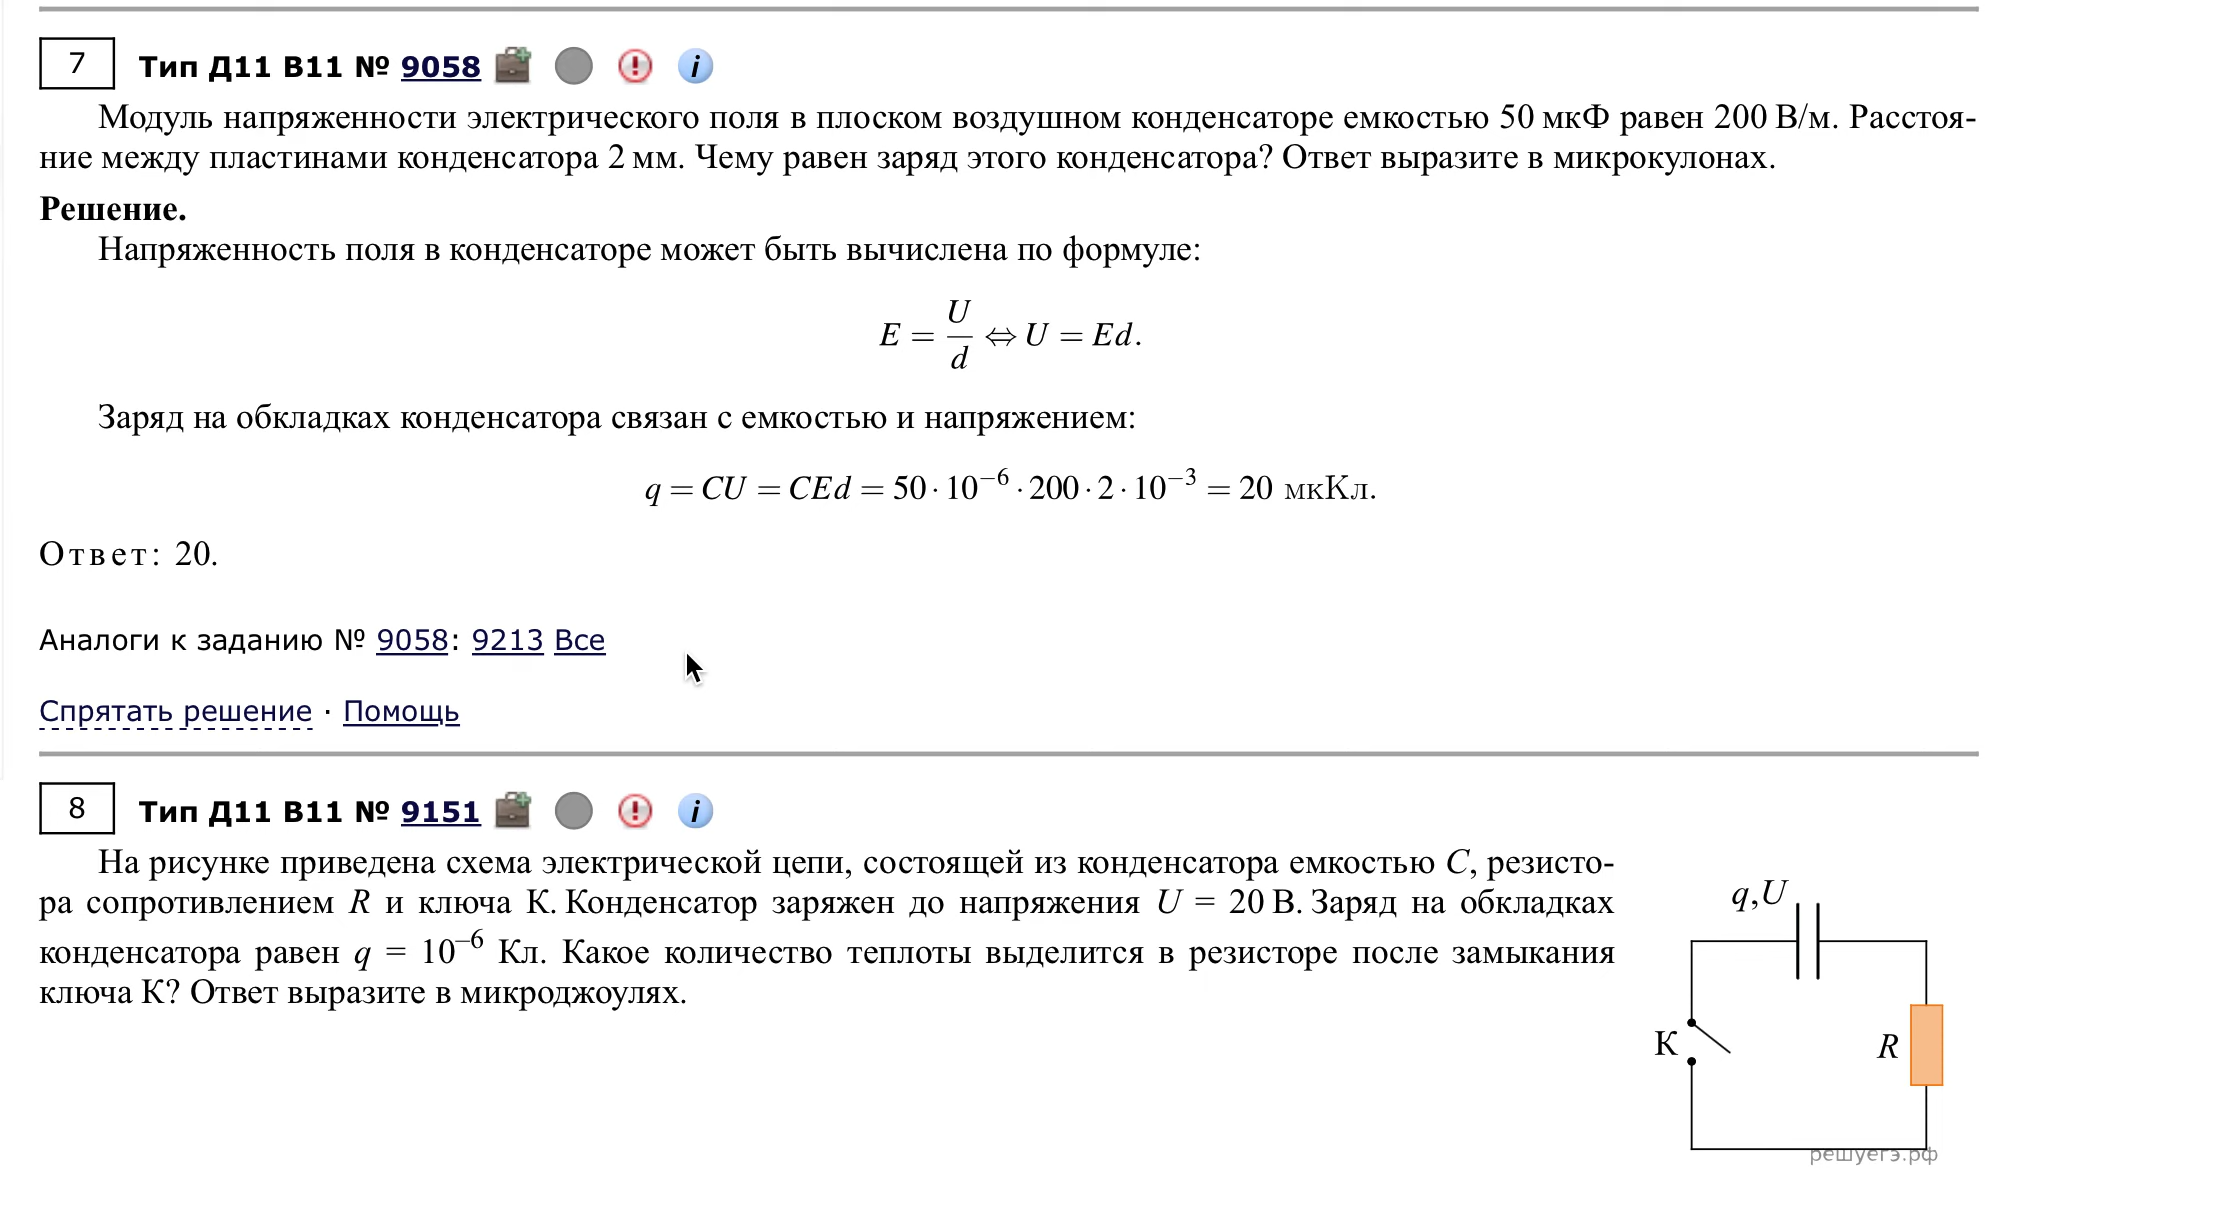 7
Тип Д11 B11 № 9058
Модуль напряженности электрического поля в плоском воздушном конденсаторе емкостью 50 мкФ равен 200 В/м. Расстоя-
ние между пластинами конденсатора 2 мм. Чему равен заряд этого конденсатора? Ответ выразите в микрокулонах.
Решение.
Напряженность поля в конденсаторе может быть вычислена по формуле:
E = U/d ⇔ U = Ed.
Заряд на обкладках конденсатора связан с емкостью и напряжением:
q = CU = CEd = 50 · 10⁻⁶ · 200 · 2 · 10⁻³ = 20 мкКл.
Ответ: 20.
Аналоги к заданию № 9058: 9213 Все
Спрятать решение · Помощь
8
Тип Д11 B11 № 9151
На рисунке приведена схема электрической цепи, состоящей из конденсатора емкостью C, резисто-
ра сопротивлением R и ключа К. Конденсатор заряжен до напряжения U = 20 В. Заряд на обкладках
конденсатора равен q = 10⁻⁶ Кл. Какое количество теплоты выделится в резисторе после замыкания
ключа К? Ответ выразите в микроджоулях.
q,U
К
R
решуегэ.рф